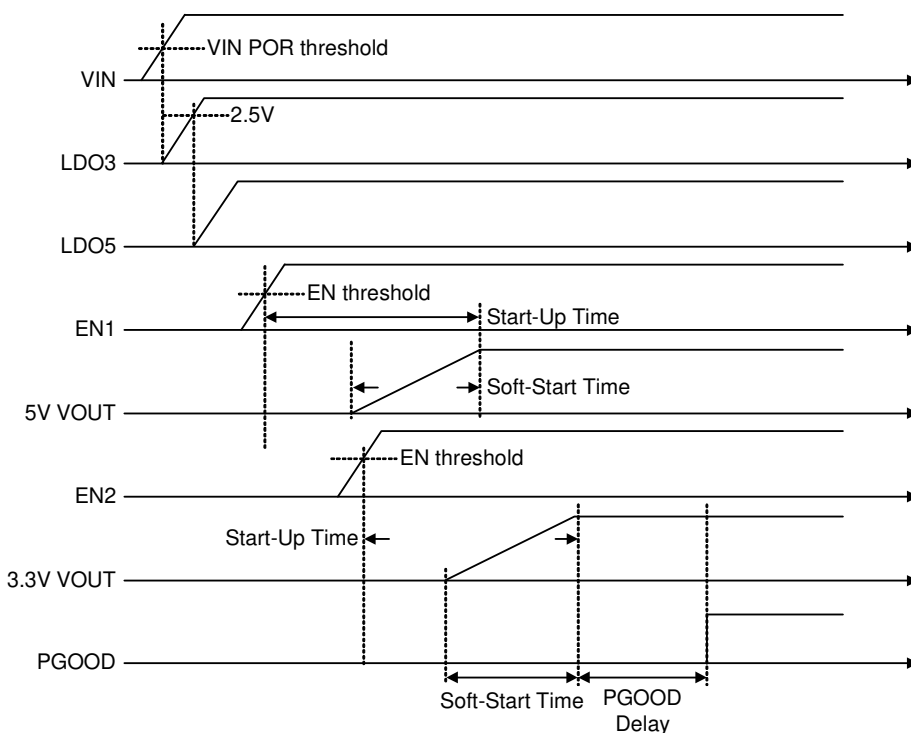 VIN POR threshold
VIN
2.5V
LDO3
LDO5
EN threshold
Start-Up Time
EN1
Soft-Start Time
5V VOUT
EN threshold
EN2
Start-Up Time
3.3V VOUT
PGOOD
Soft-Start Time
PGOOD
Delay